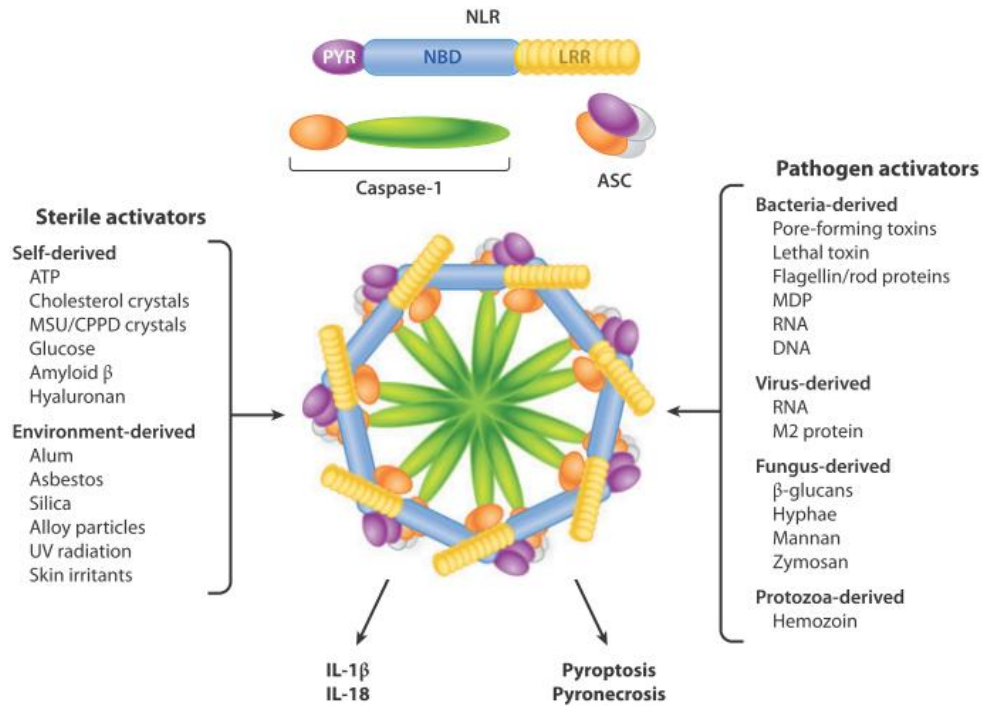 NLR
PYR NBD LRR
Caspase-1
ASC
Sterile activators
Self-derived
ATP
Cholesterol crystals
MSU/CPPD crystals
Glucose
Amyloid β
Hyaluronan
Environment-derived
Alum
Asbestos
Silica
Alloy particles
UV radiation
Skin irritants
Pathogen activators
Bacteria-derived
Pore-forming toxins
Lethal toxin
Flagellin/rod proteins
MDP
RNA
DNA
Virus-derived
RNA
M2 protein
Fungus-derived
β-glucans
Hyphae
Mannan
Zymosan
Protozoa-derived
Hemozoin
IL-1β
IL-18
Pyroptosis
Pyronecrosis